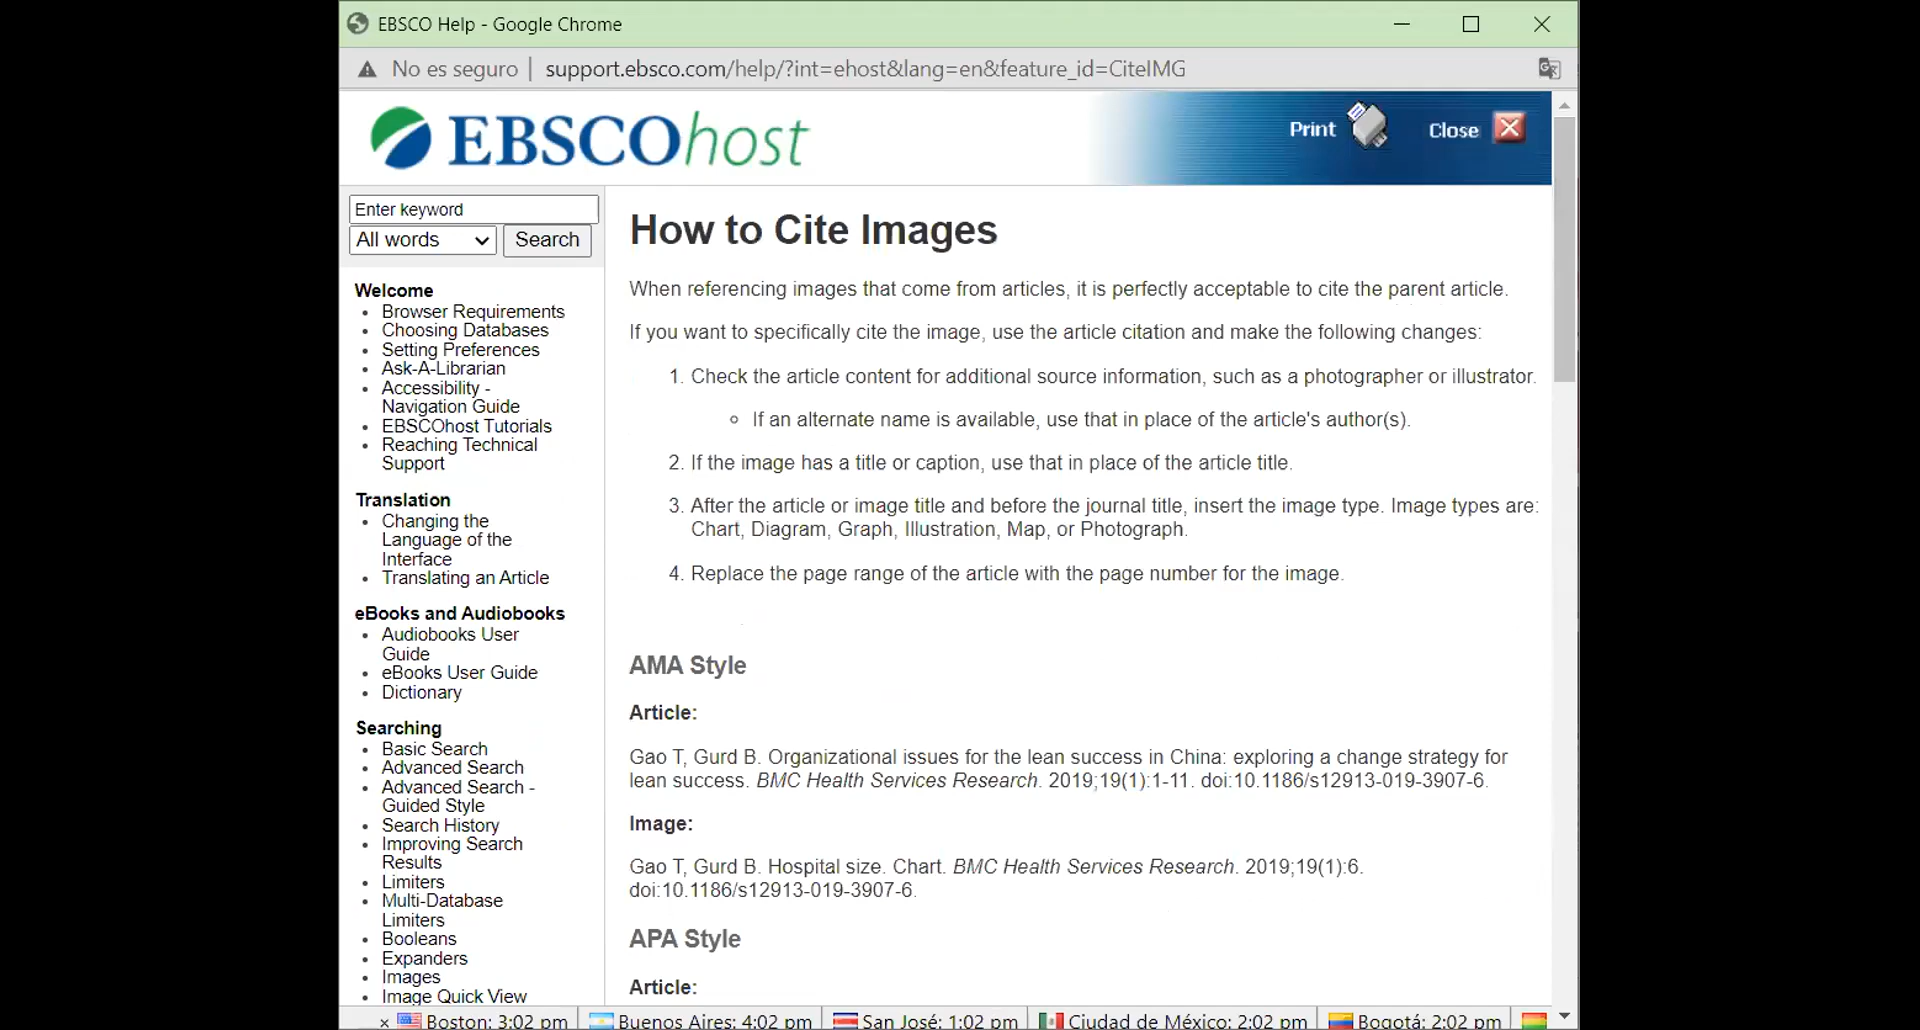 EBSCO Help - Google Chrome
No es seguro | support.ebsco.com/help/?int=ehost&lang=en&feature_id=CiteIMG
EBSCOhost
Print
Close
Enter keyword
All words
Search
Welcome
Browser Requirements
Choosing Databases
Setting Preferences
Ask-A-Librarian
Accessibility -
Navigation Guide
EBSCOhost Tutorials
Reaching Technical
Support
Translation
Changing the
Language of the
Interface
Translating an Article
eBooks and Audiobooks
Audiobooks User
Guide
eBooks User Guide
Dictionary
Searching
Basic Search
Advanced Search
Advanced Search -
Guided Style
Search History
Improving Search
Results
Limiters
Multi-Database
Limiters
Booleans
Expanders
Images
Image Quick View
How to Cite Images
When referencing images that come from articles, it is perfectly acceptable to cite the parent article.
If you want to specifically cite the image, use the article citation and make the following changes:
1. Check the article content for additional source information, such as a photographer or illustrator.
If an alternate name is available, use that in place of the article's author(s).
2. If the image has a title or caption, use that in place of the article title.
3. After the article or image title and before the journal title, insert the image type. Image types are:
Chart, Diagram, Graph, Illustration, Map, or Photograph.
4. Replace the page range of the article with the page number for the image.
AMA Style
Article:
Gao T, Gurd B. Organizational issues for the lean success in China: exploring a change strategy for
lean success. BMC Health Services Research. 2019;19(1):1-11. doi:10.1186/s12913-019-3907-6.
Image:
Gao T, Gurd B. Hospital size. Chart. BMC Health Services Research. 2019;19(1):6.
doi:10.1186/s12913-019-3907-6.
APA Style
Article:
Boston: 3:02 pm
Buenos Aires: 4:02 pm
San José: 1:02 pm
Ciudad de México: 2:02 pm
Bogotá: 2:02 pm